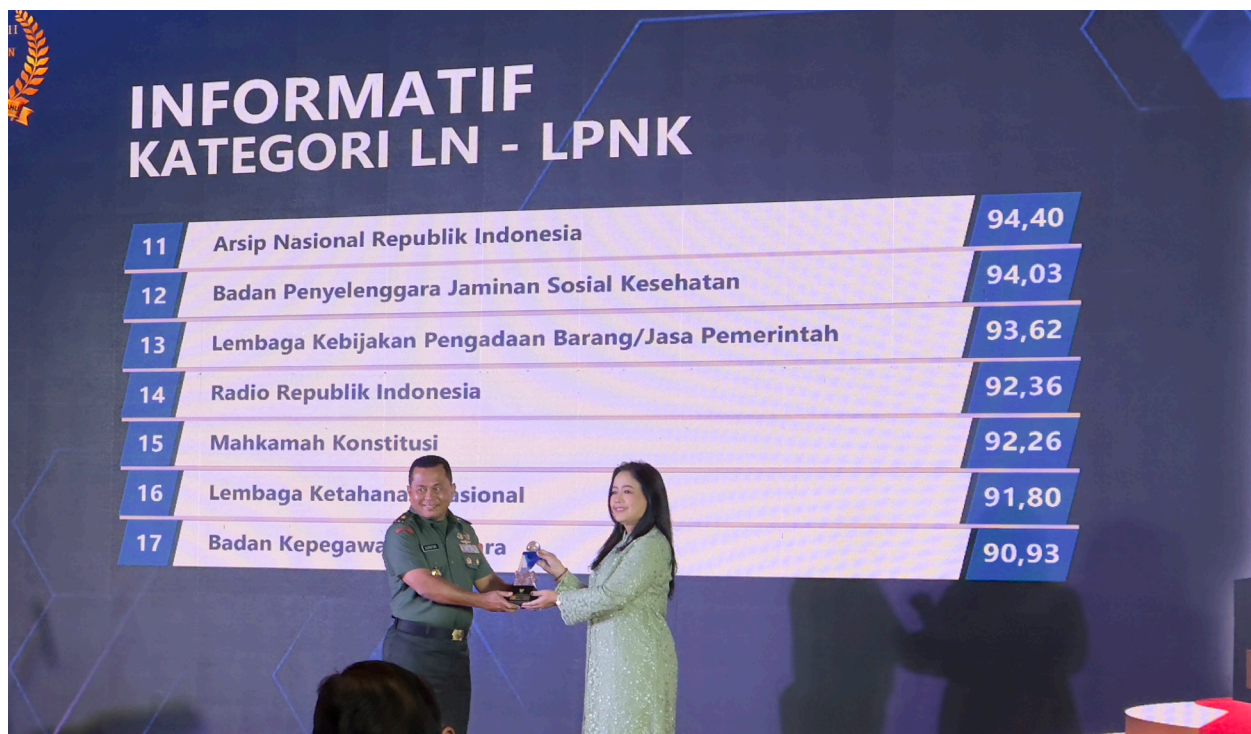 INFORMATIF
KATEGORI LN - LPNK
11 Arsip Nasional Republik Indonesia 94,40
12 Badan Penyelenggara Jaminan Sosial Kesehatan 94,03
13 Lembaga Kebijakan Pengadaan Barang/Jasa Pemerintah 93,62
14 Radio Republik Indonesia 92,36
15 Mahkamah Konstitusi 92,26
16 Lembaga Ketahana asional 91,80
17 Badan Kepegawa ra 90,93